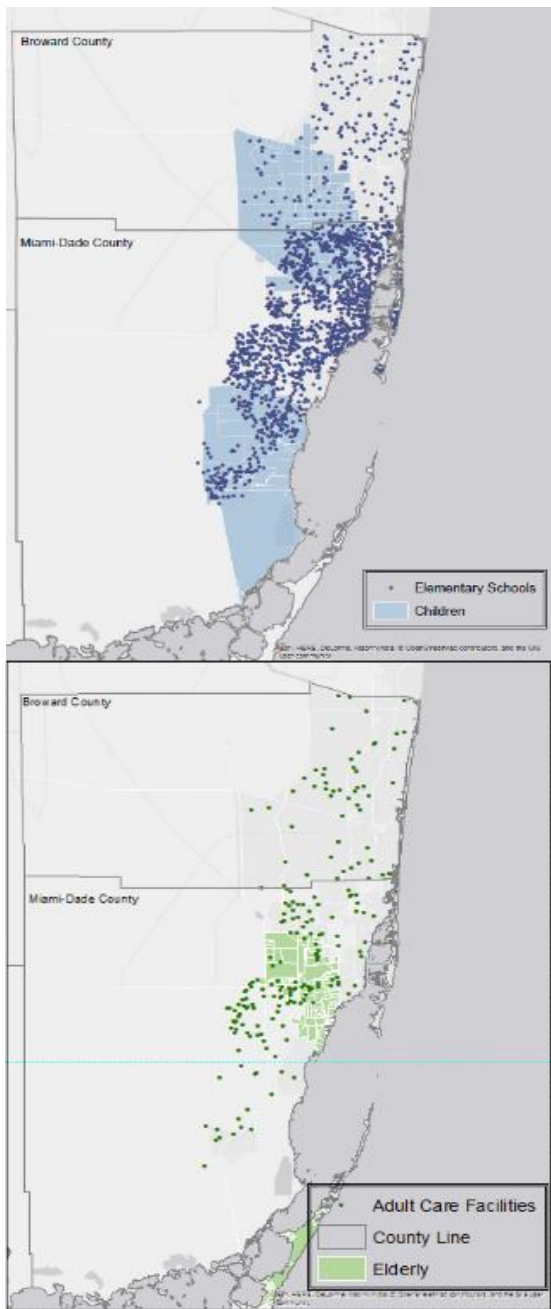 Broward County
Miami-Dade County
Elementary Schools
Children
Broward County
Miami-Dade County
Adult Care Facilities
County Line
Elderly